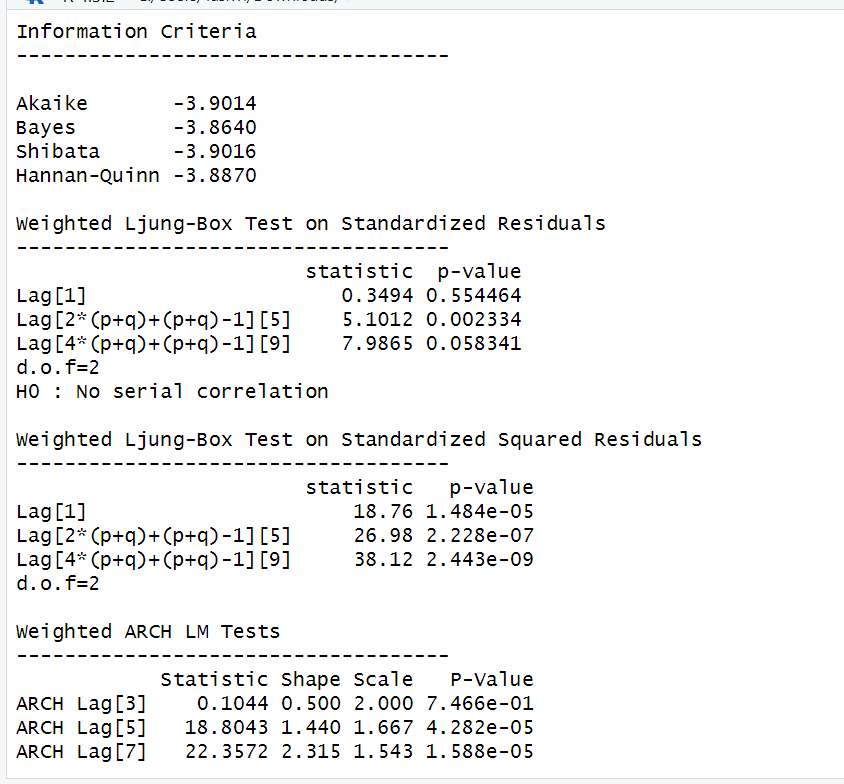 Information Criteria
------------------------------------
Akaike       -3.9014
Bayes        -3.8640
Shibata      -3.9016
Hannan-Quinn -3.8870
Weighted Ljung-Box Test on Standardized Residuals
------------------------------------
                        statistic  p-value
Lag[1]                     0.3494 0.554464
Lag[2*(p+q)+(p+q)-1][5]    5.1012 0.002334
Lag[4*(p+q)+(p+q)-1][9]    7.9865 0.058341
d.o.f=2
H0 : No serial correlation
Weighted Ljung-Box Test on Standardized Squared Residuals
------------------------------------
                        statistic   p-value
Lag[1]                      18.76 1.484e-05
Lag[2*(p+q)+(p+q)-1][5]     26.98 2.228e-07
Lag[4*(p+q)+(p+q)-1][9]     38.12 2.443e-09
d.o.f=2
Weighted ARCH LM Tests
------------------------------------
            Statistic Shape Scale   P-Value
ARCH Lag[3]    0.1044 0.500 2.000 7.466e-01
ARCH Lag[5]   18.8043 1.440 1.667 4.282e-05
ARCH Lag[7]   22.3572 2.315 1.543 1.588e-05